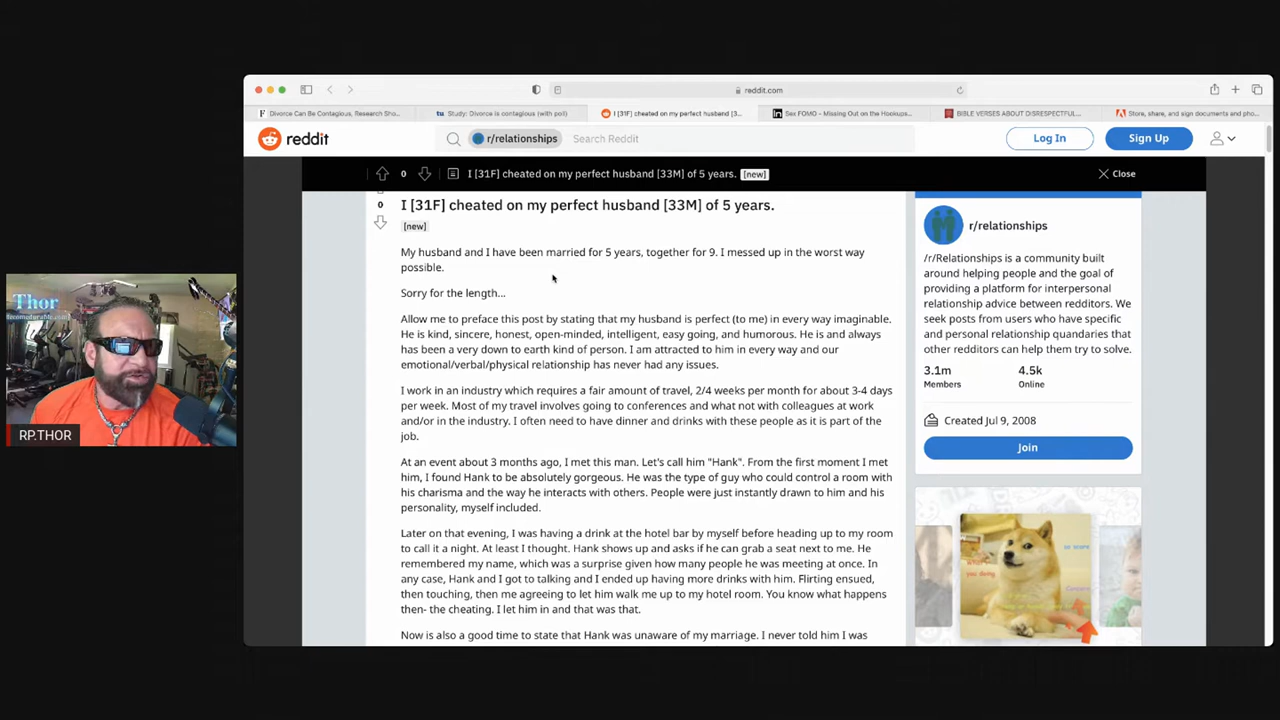 reddit.com
Divorce Can Be Contagious, Research Sho...
Study: Divorce is contagious (with poll)
I [31F] cheated on my perfect husband [3...
Sex FOMO – Missing Out on the Hookups...
BIBLE VERSES ABOUT DISRESPECTFUL...
Store, share, and sign documents and pho...
reddit
r/relationships
Search Reddit
Log In
Sign Up
0
I [31F] cheated on my perfect husband [33M] of 5 years. [new]
Close
0
I [31F] cheated on my perfect husband [33M] of 5 years.
[new]
My husband and I have been married for 5 years, together for 9. I messed up in the worst way
possible.
Sorry for the length...
Allow me to preface this post by stating that my husband is perfect (to me) in every way imaginable.
He is kind, sincere, honest, open-minded, intelligent, easy going, and humorous. He is and always
has been a very down to earth kind of person. I am attracted to him in every way and our
emotional/verbal/physical relationship has never had any issues.
I work in an industry which requires a fair amount of travel, 2/4 weeks per month for about 3-4 days
per week. Most of my travel involves going to conferences and what not with colleagues at work
and/or in the industry. I often need to have dinner and drinks with these people as it is part of the
job.
At an event about 3 months ago, I met this man. Let's call him "Hank". From the first moment I met
him, I found Hank to be absolutely gorgeous. He was the type of guy who could control a room with
his charisma and the way he interacts with others. People were just instantly drawn to him and his
personality, myself included.
Later on that evening, I was having a drink at the hotel bar by myself before heading up to my room
to call it a night. At least I thought. Hank shows up and asks if he can grab a seat next to me. He
remembered my name, which was a surprise given how many people he was meeting at once. In
any case, Hank and I got to talking and I ended up having more drinks with him. Flirting ensued,
then touching, then me agreeing to let him walk me up to my hotel room. You know what happens
then- the cheating. I let him in and that was that.
Now is also a good time to state that Hank was unaware of my marriage. I never told him I was
r/relationships
/r/Relationships is a community built
around helping people and the goal of
providing a platform for interpersonal
relationship advice between redditors. We
seek posts from users who have specific
and personal relationship quandaries that
other redditors can help them try to solve.
3.1m
Members
4.5k
Online
Created Jul 9, 2008
Join
Thor
RP.THOR